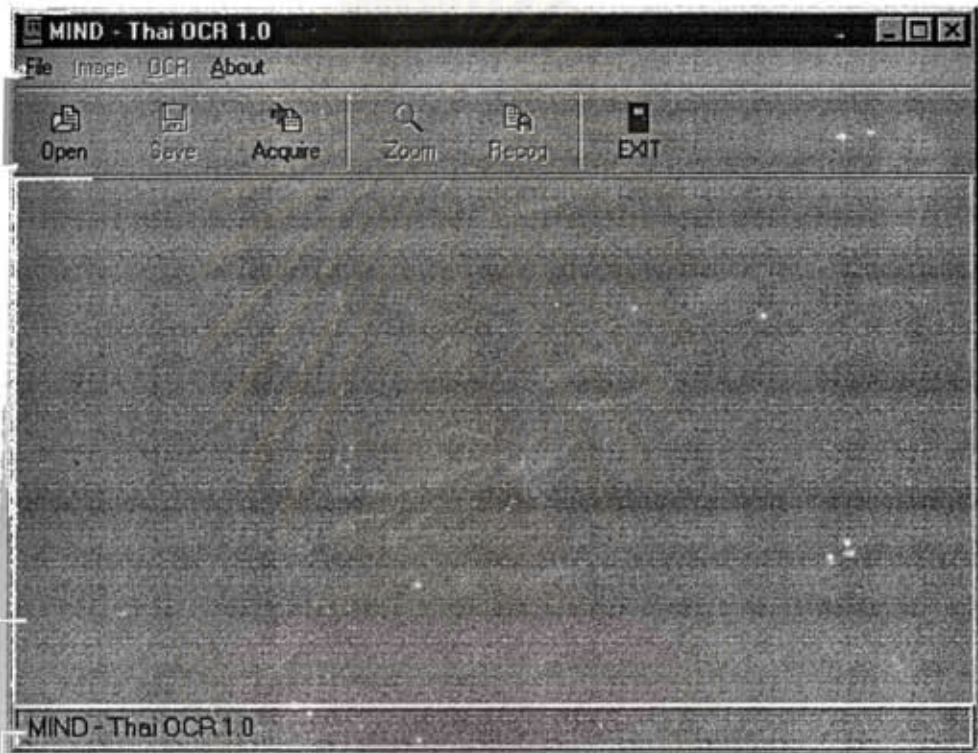 MIND - Thai OCR 1.0
File Image OCR About
Open Save Acquire Zoom Recog EXIT
MIND - Thai OCR 1.0